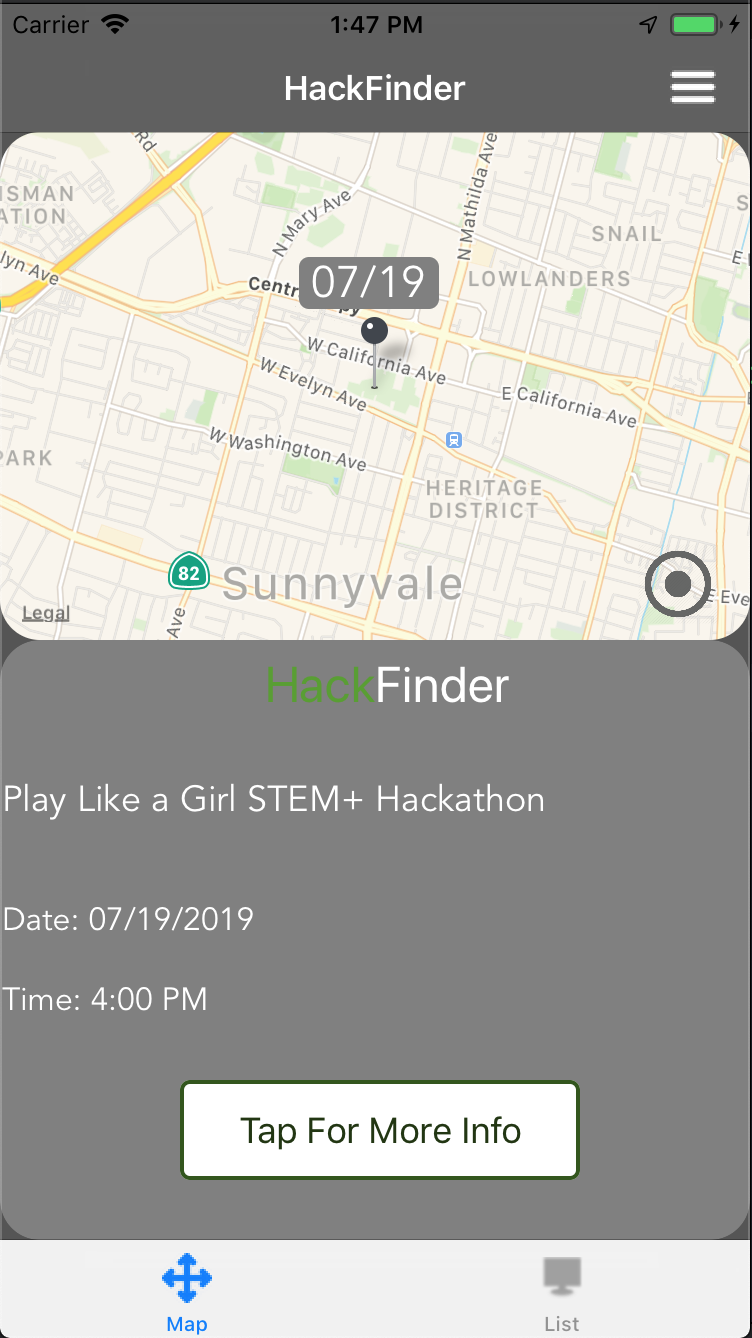 Carrier 1:47 PM
HackFinder
Rd
ISMAN
ATION
N Mary Ave
N Mathilda Ave
SNAIL
S
lyn Ave
E
LOWLANDERS
07/19
Centr
W California Ave
W Evelyn Ave
E California Ave
W Washington Ave
PARK
HERITAGE
DISTRICT
82
Sunnyvale
E Eve
Legal
Ave
HackFinder
Play Like a Girl STEM+ Hackathon
Date: 07/19/2019
Time: 4:00 PM
Tap For More Info
Map List